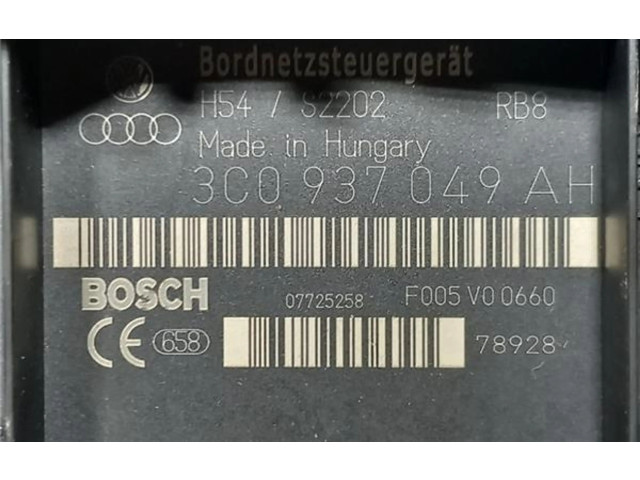 Bordnetzsteuergerät
H54 / S2202 RB8
Made in Hungary
3C0 937 049 AH
BOSCH 07725258 F005 V0 0660
CE 658 78928